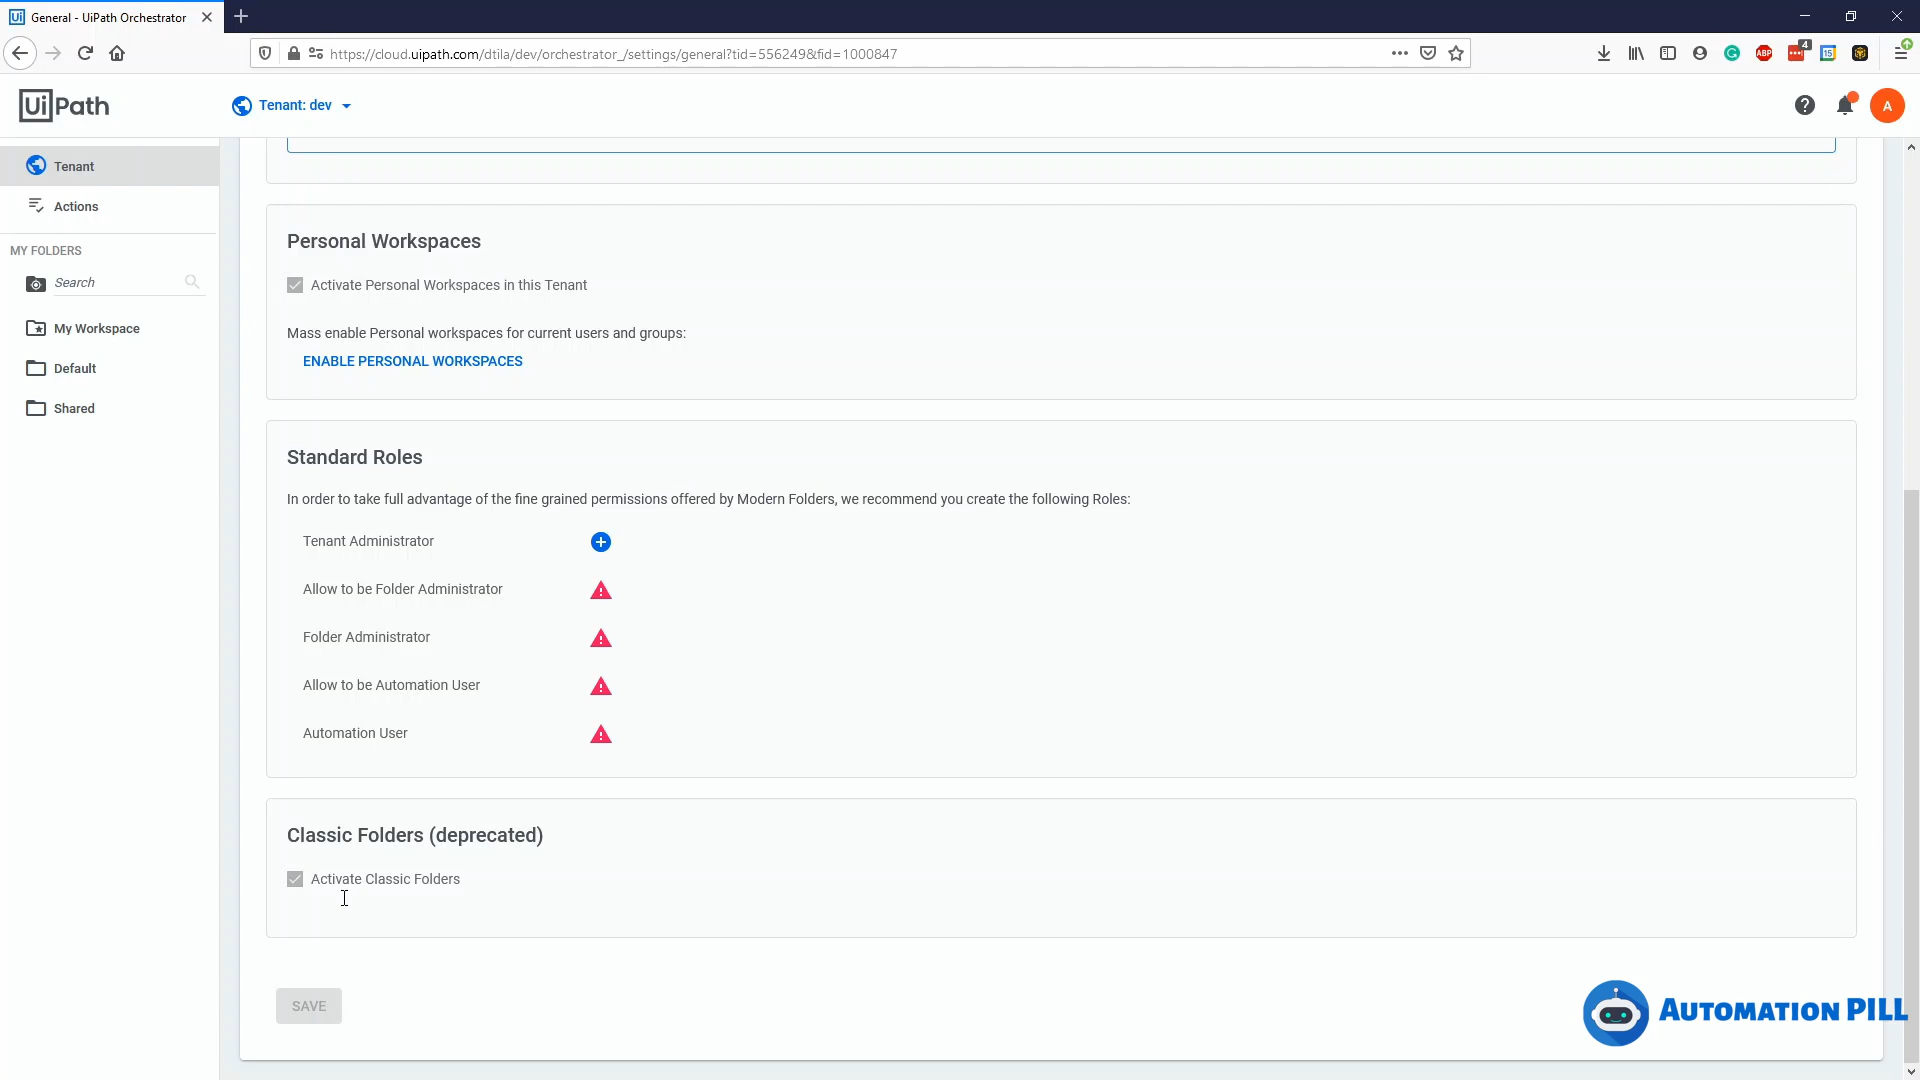 General - UiPath Orchestrator
https://cloud.uipath.com/dtila/dev/orchestrator_/settings/general?tid=556249&fid=1000847
ABP
4
15
UiPath
Tenant: dev
A
Tenant
Actions
MY FOLDERS
Search
My Workspace
Default
Shared
Personal Workspaces
Activate Personal Workspaces in this Tenant
Mass enable Personal workspaces for current users and groups:
ENABLE PERSONAL WORKSPACES
Standard Roles
In order to take full advantage of the fine grained permissions offered by Modern Folders, we recommend you create the following Roles:
Tenant Administrator
Allow to be Folder Administrator
Folder Administrator
Allow to be Automation User
Automation User
Classic Folders (deprecated)
Activate Classic Folders
SAVE
AUTOMATION PILL